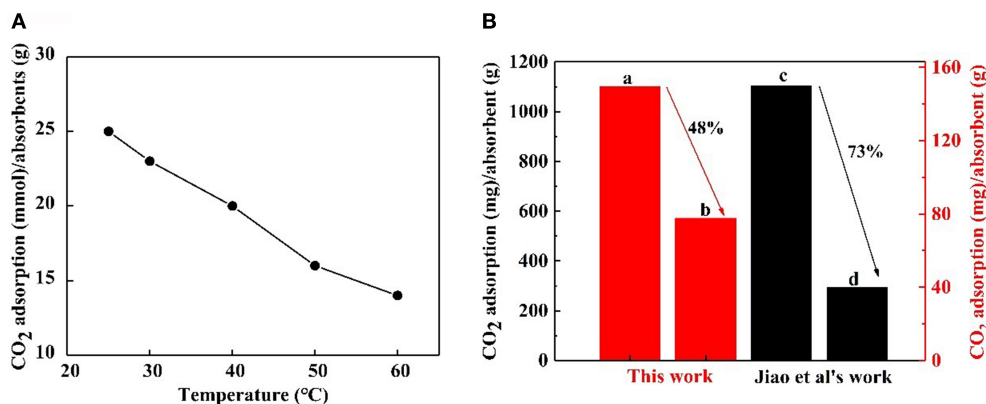 A
CO2 adsorption (mmol)/absorbents (g)
30
25
20
15
10
20
30
40
50
60
Temperature (°C)
B
CO2 adsorption (mg)/absorbent (g)
1200
1000
800
600
400
200
0
a
48%
b
c
73%
d
This work
Jiao et al's work
160
120
80
40
0
CO2 adsorption (mg)/absorbent (g)